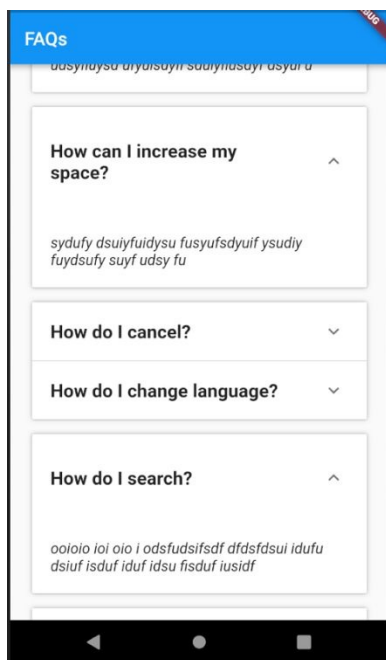 FAQs
How can I increase my
space?
sydufy dsuiyfuidysu fusyufsdyuif ysudiy
fuydsufy suyf udsy fu
How do I cancel?
How do I change language?
How do I search?
ooioio ioi oio i odsfudsifsdf dfdsfdsui idufu
dsiuf isduf iduf idsu fisduf iusidf